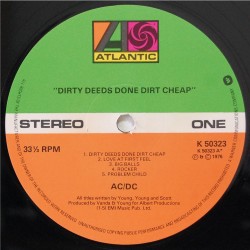 ATLANTIC
"DIRTY DEEDS DONE DIRT CHEAP"
STEREO ONE
33⅓ RPM
K 50323
K 50323 A
℗ © 1976
1. DIRTY DEEDS DONE DIRT CHEAP
2. LOVE AT FIRST FEEL
3. BIG BALLS
4. ROCKER
5. PROBLEM CHILD
AC/DC
All titles written by Young, Young and Scott
Produced by Vanda & Young for Albert Productions